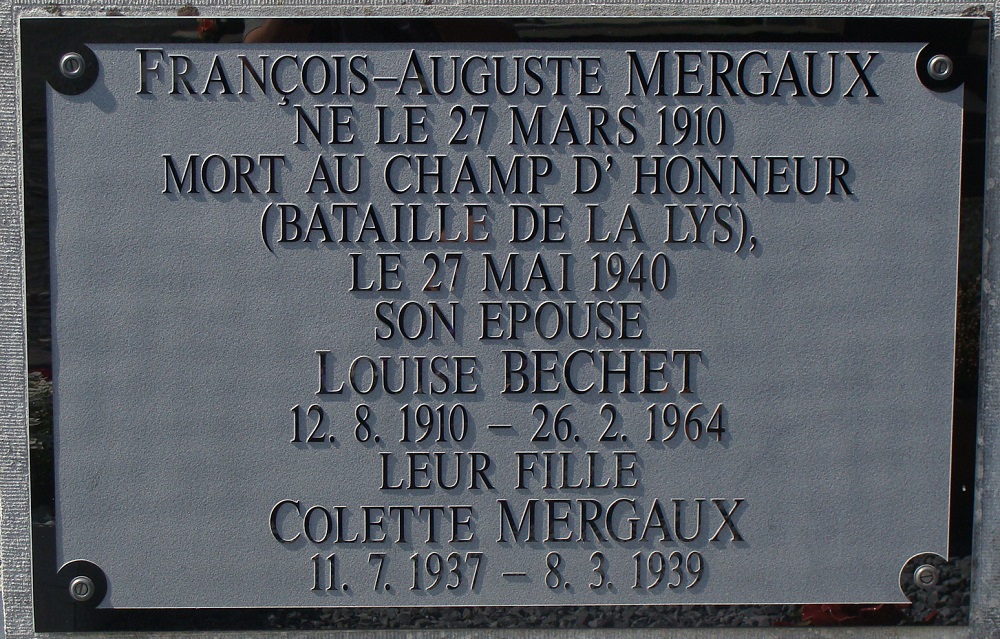 FRANÇOIS–AUGUSTE MERGAUX
NE LE 27 MARS 1910
MORT AU CHAMP D' HONNEUR
(BATAILLE DE LA LYS),
LE 27 MAI 1940
SON EPOUSE
LOUISE BECHET
12. 8. 1910 – 26. 2. 1964
LEUR FILLE
COLETTE MERGAUX
11. 7. 1937 – 8. 3. 1939